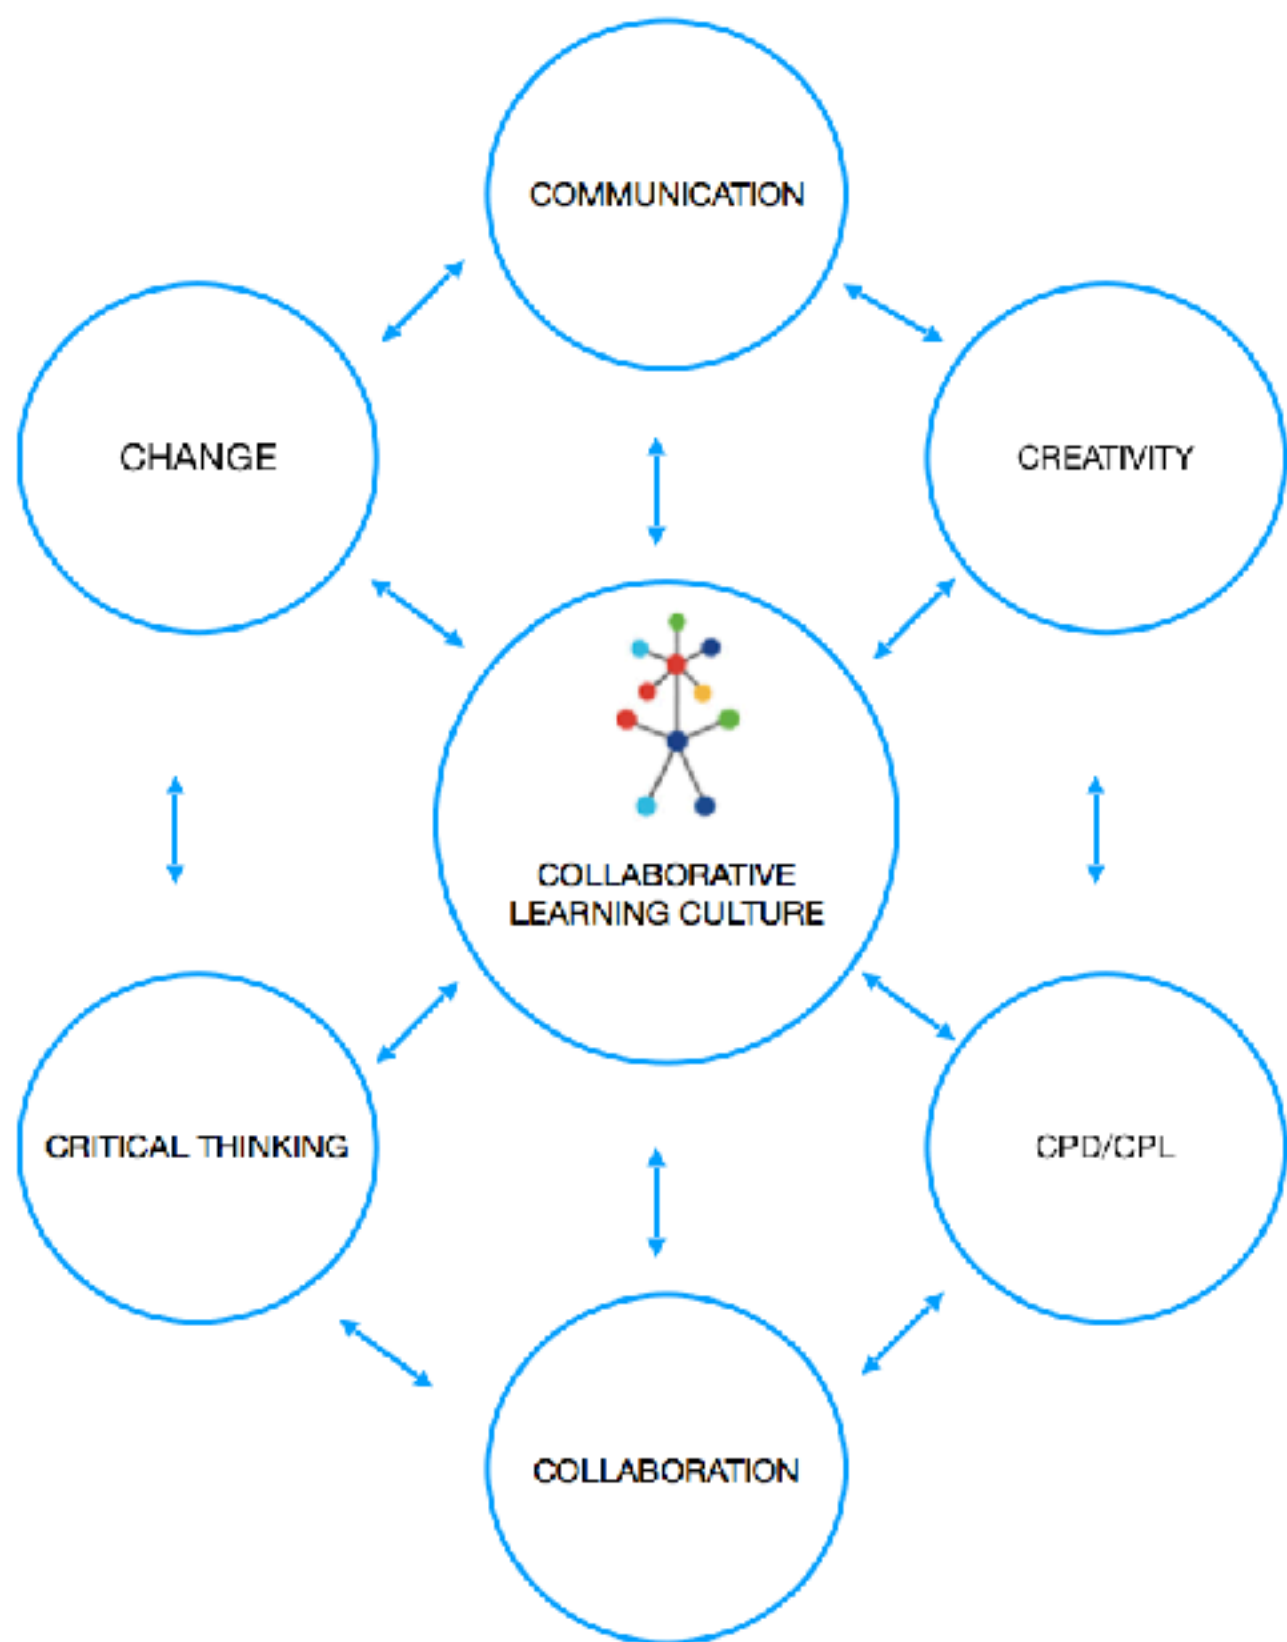 COMMUNICATION
CHANGE
CREATIVITY
COLLABORATIVE
LEARNING CULTURE
CRITICAL THINKING
CPD/CPL
COLLABORATION